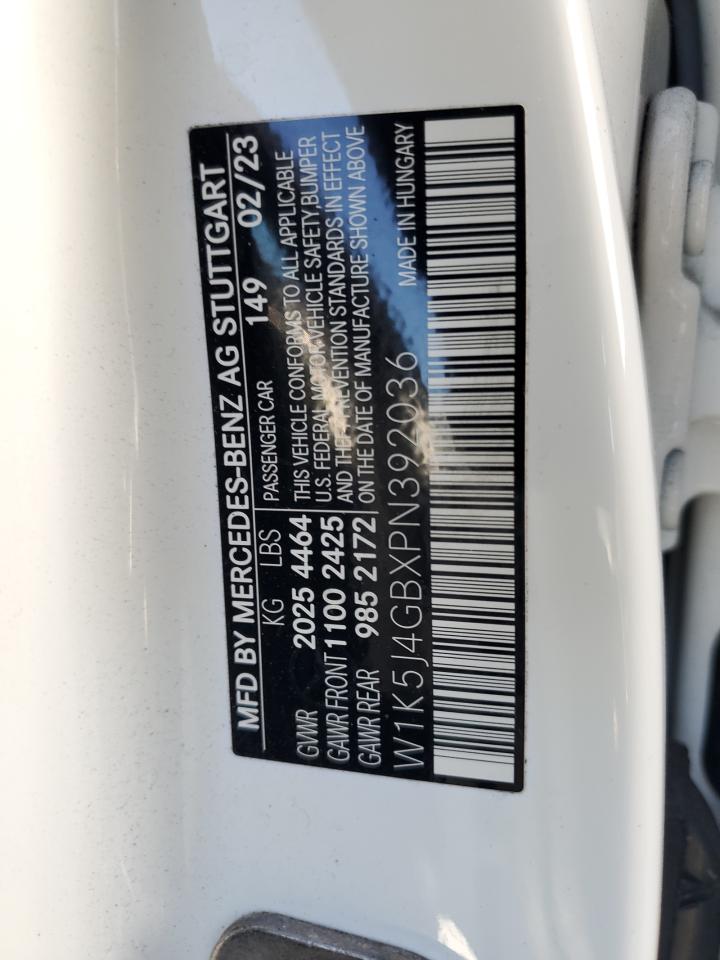 MFD BY MERCEDES-BENZ AG STUTTGART
KG LBS 149 02/23
GVWR 2025 4464 PASSENGER CAR
GAWR FRONT 1100 2425
GAWR REAR 985 2172
THIS VEHICLE CONFORMS TO ALL APPLICABLE
U.S. FEDERAL MOTOR VEHICLE SAFETY, BUMPER
AND THEFT PREVENTION STANDARDS IN EFFECT
ON THE DATE OF MANUFACTURE SHOWN ABOVE
W1K5J4GBXPN392036 MADE IN HUNGARY